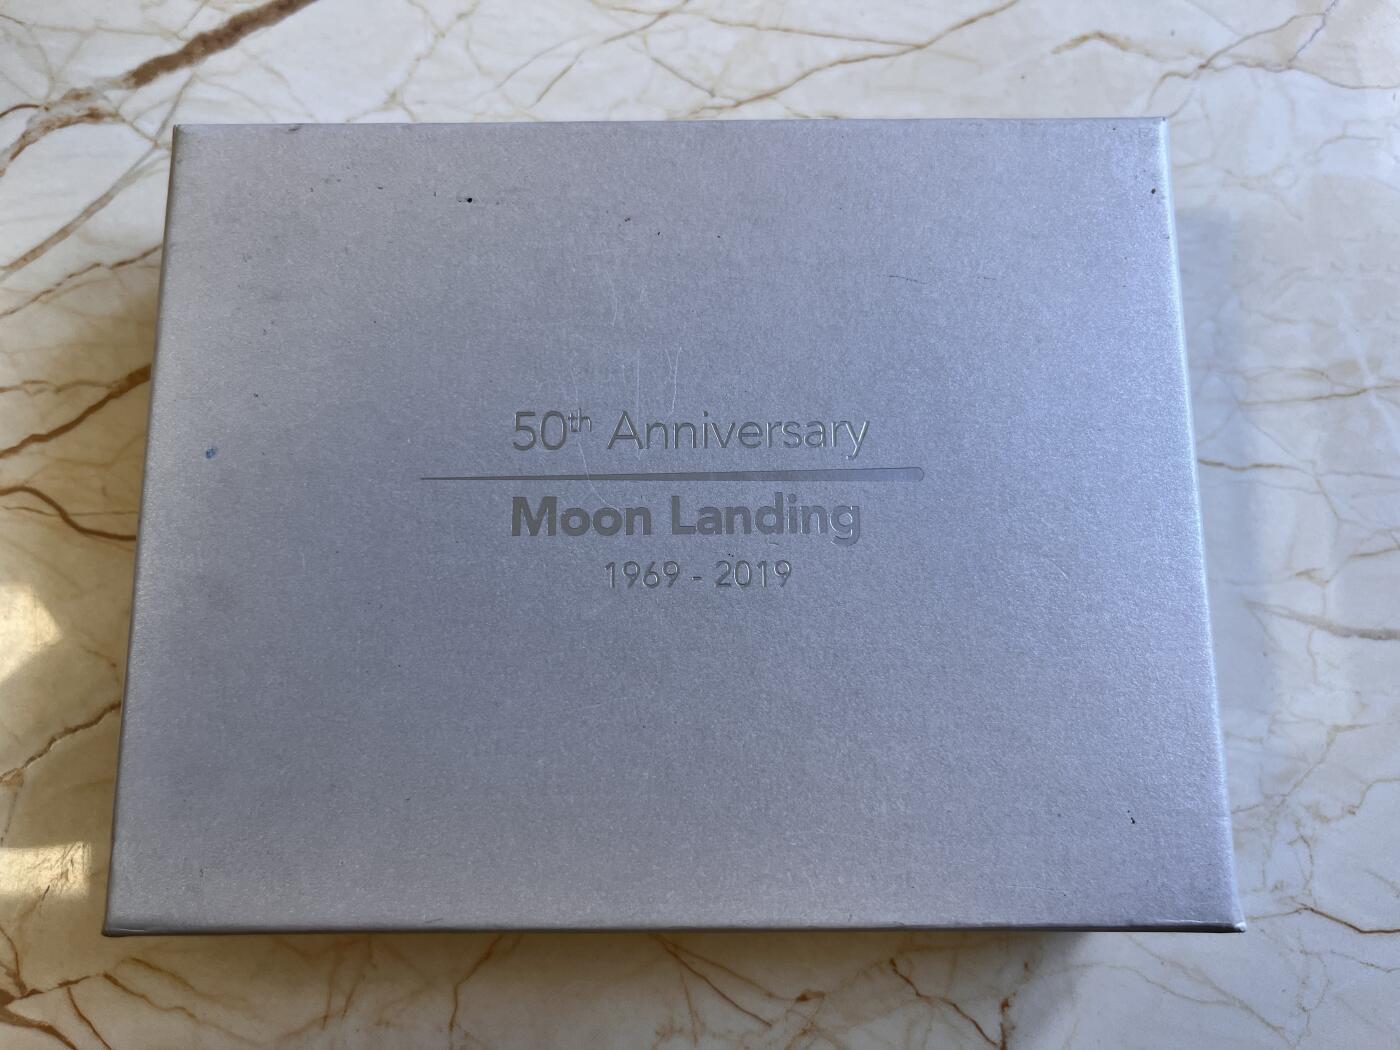 50th Anniversary
Moon Landing
1969 - 2019